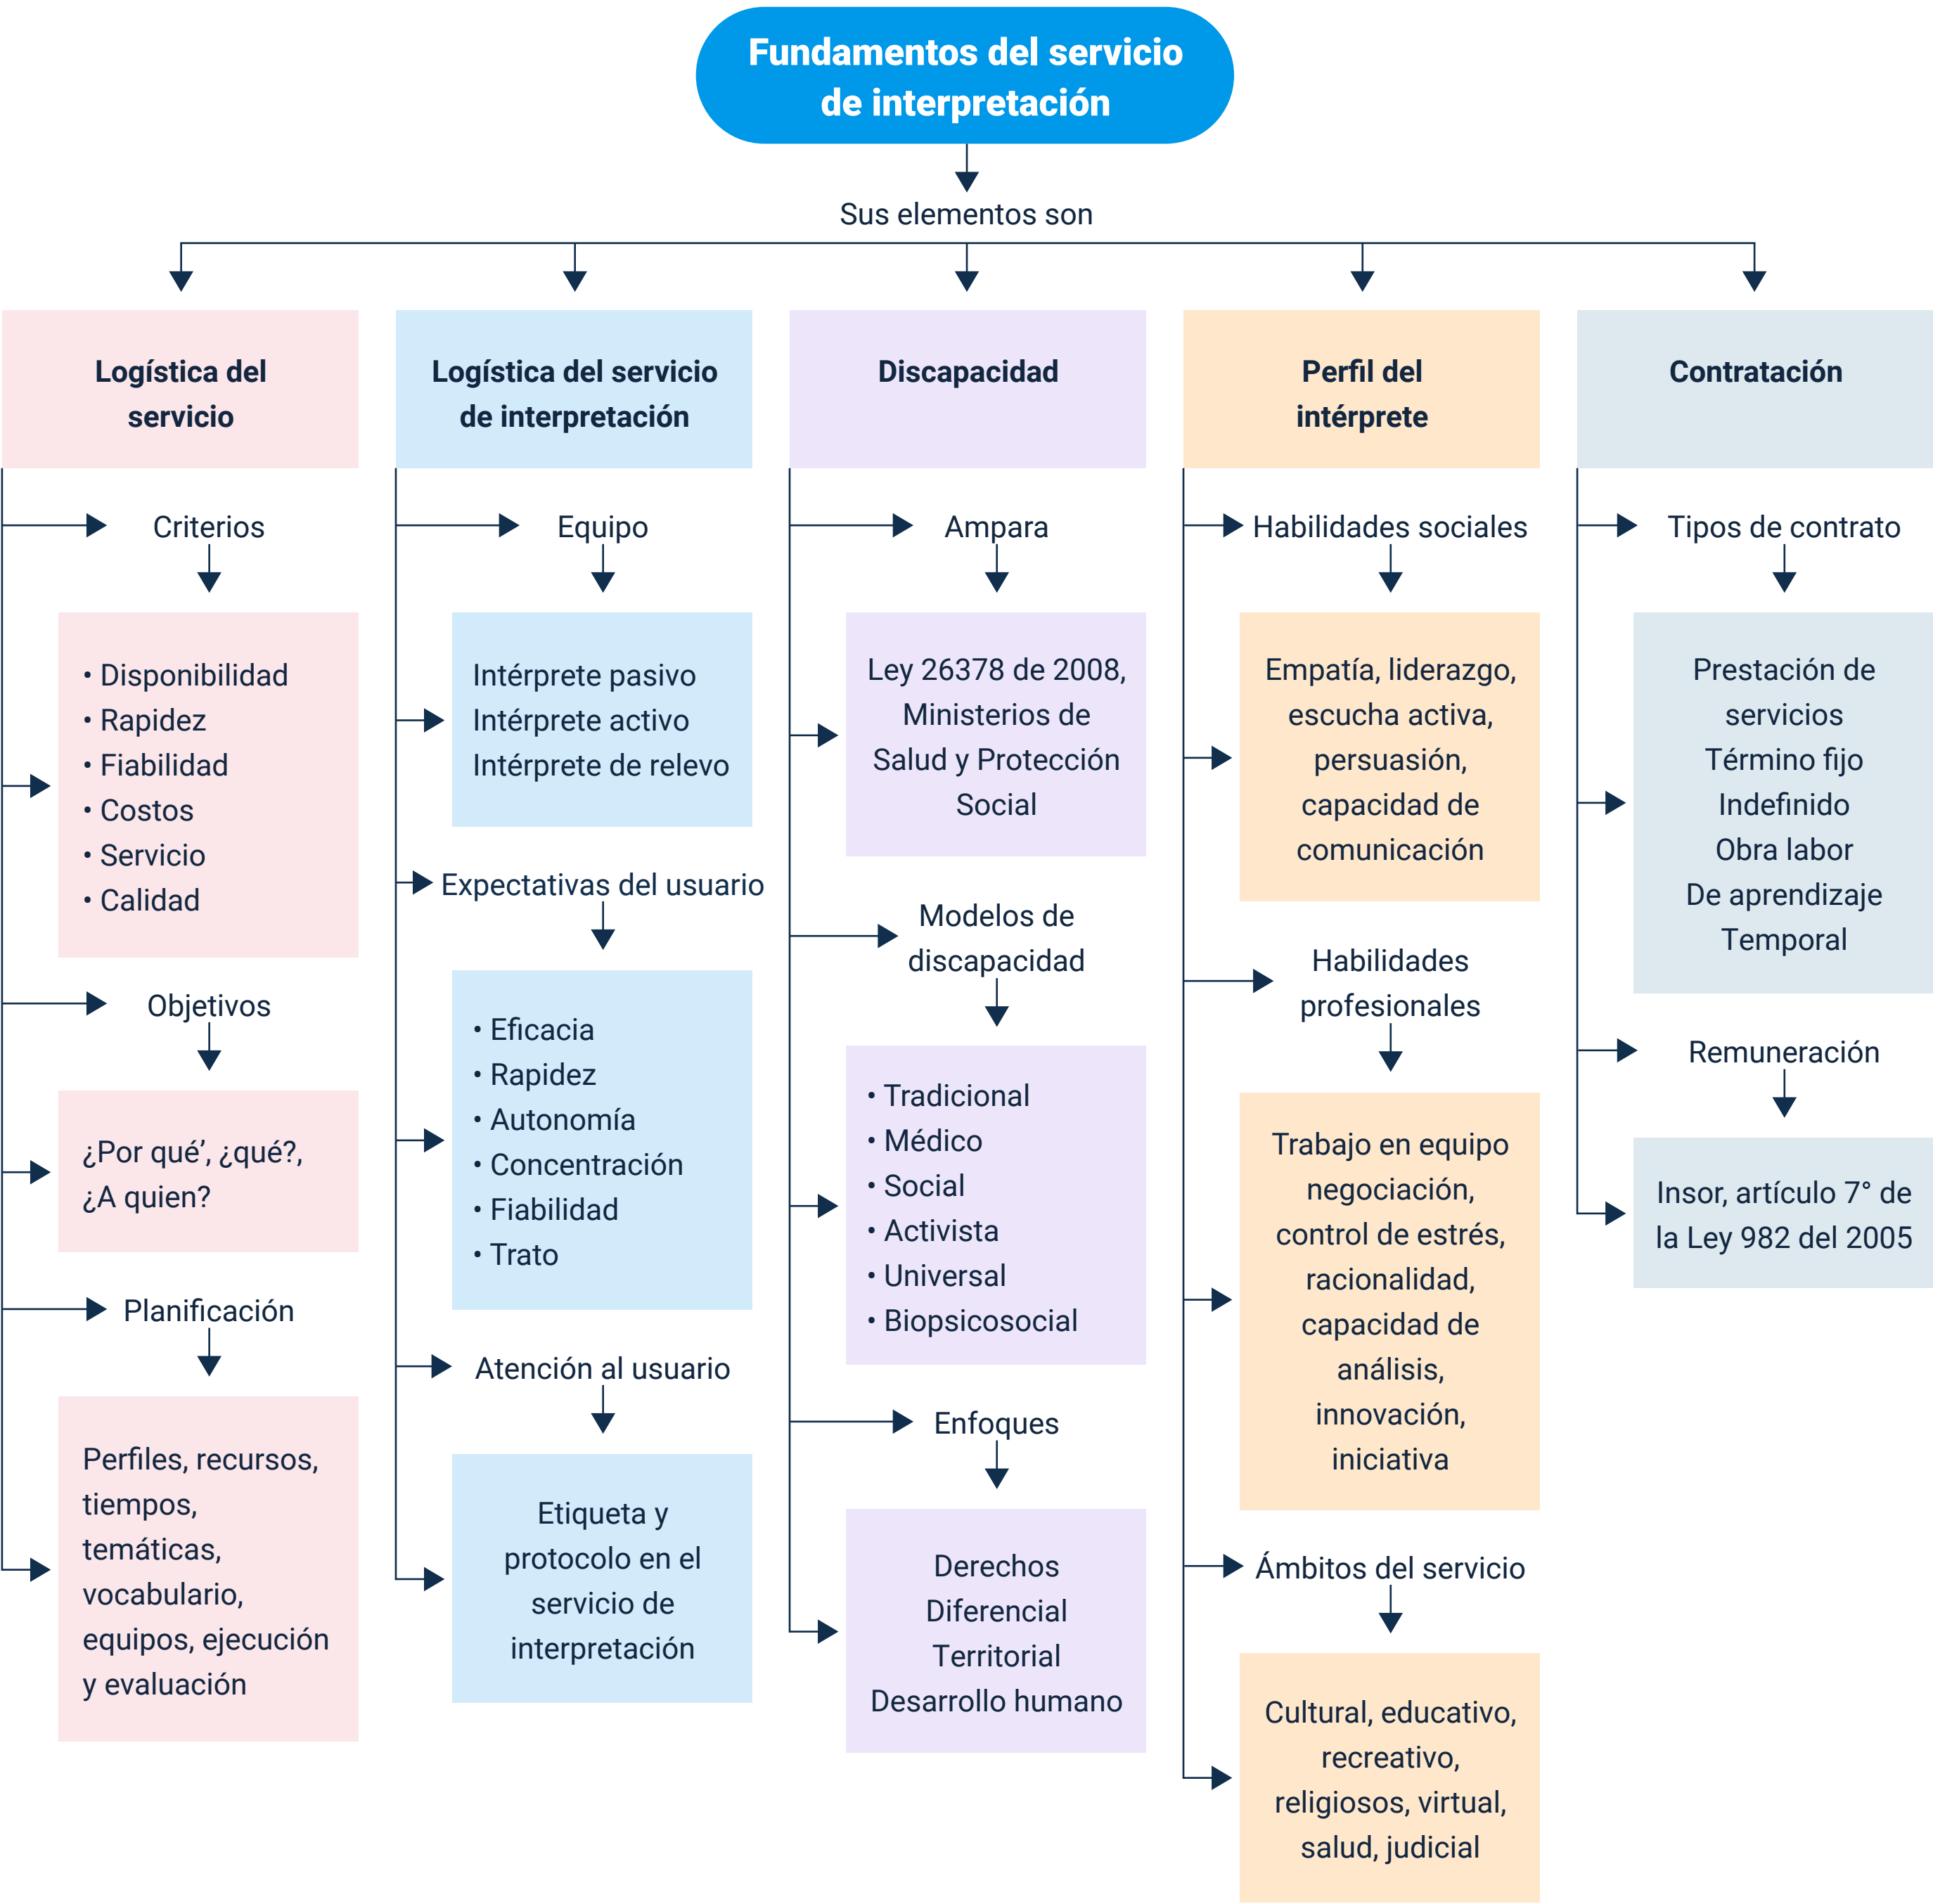 Fundamentos del servicio
de interpretación
Sus elementos son
Logística del
servicio
Criterios
• Disponibilidad
• Rapidez
• Fiabilidad
• Costos
• Servicio
• Calidad
Objetivos
¿Por qué’, ¿qué?,
¿A quien?
Planificación
Perfiles, recursos,
tiempos,
temáticas,
vocabulario,
equipos, ejecución
y evaluación
Logística del servicio
de interpretación
Equipo
Intérprete pasivo
Intérprete activo
Intérprete de relevo
Expectativas del usuario
• Eficacia
• Rapidez
• Autonomía
• Concentración
• Fiabilidad
• Trato
Atención al usuario
Etiqueta y
protocolo en el
servicio de
interpretación
Discapacidad
Ampara
Ley 26378 de 2008,
Ministerios de
Salud y Protección
Social
Modelos de
discapacidad
• Tradicional
• Médico
• Social
• Activista
• Universal
• Biopsicosocial
Enfoques
Derechos
Diferencial
Territorial
Desarrollo humano
Perfil del
intérprete
Habilidades sociales
Empatía, liderazgo,
escucha activa,
persuasión,
capacidad de
comunicación
Habilidades
profesionales
Trabajo en equipo
negociación,
control de estrés,
racionalidad,
capacidad de
análisis,
innovación,
iniciativa
Ámbitos del servicio
Cultural, educativo,
recreativo,
religiosos, virtual,
salud, judicial
Contratación
Tipos de contrato
Prestación de
servicios
Término fijo
Indefinido
Obra labor
De aprendizaje
Temporal
Remuneración
Insor, artículo 7° de
la Ley 982 del 2005